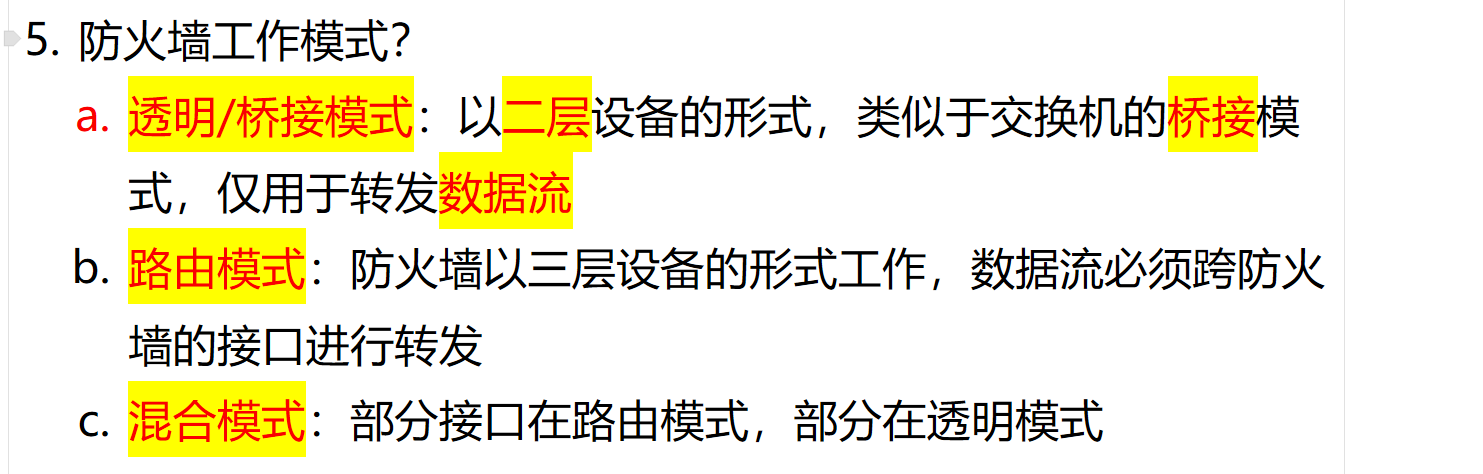 5. 防火墙工作模式？
a. 透明/桥接模式：以二层设备的形式，类似于交换机的桥接模
式，仅用于转发数据流
b. 路由模式：防火墙以三层设备的形式工作，数据流必须跨防火
墙的接口进行转发
c. 混合模式：部分接口在路由模式，部分在透明模式